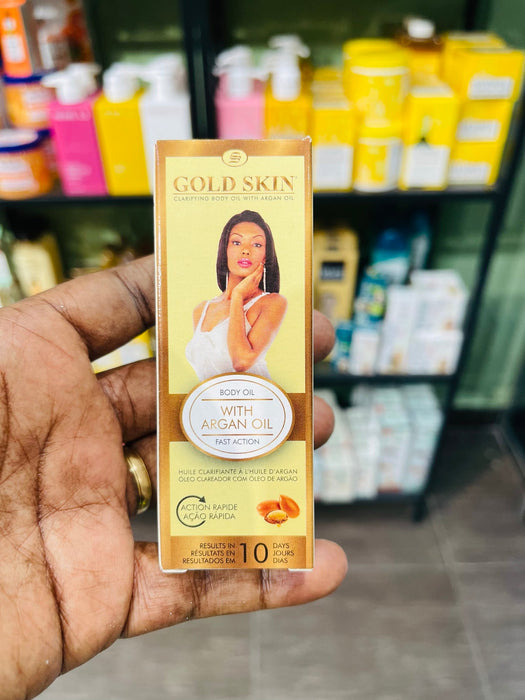 GOLD SKIN
CLARIFYING BODY OIL WITH ARGAN OIL
BODY OIL
WITH
ARGAN OIL
FAST ACTION
HUILE CLARIFIANTE À L'HUILE D'ARGAN
ÓLEO CLAREADOR COM ÓLEO DE ARGÃO
ACTION RAPIDE
AÇÃO RÁPIDA
RESULTS IN 10 DAYS
RÉSULTATS EN JOURS
RESULTADOS EM DIAS